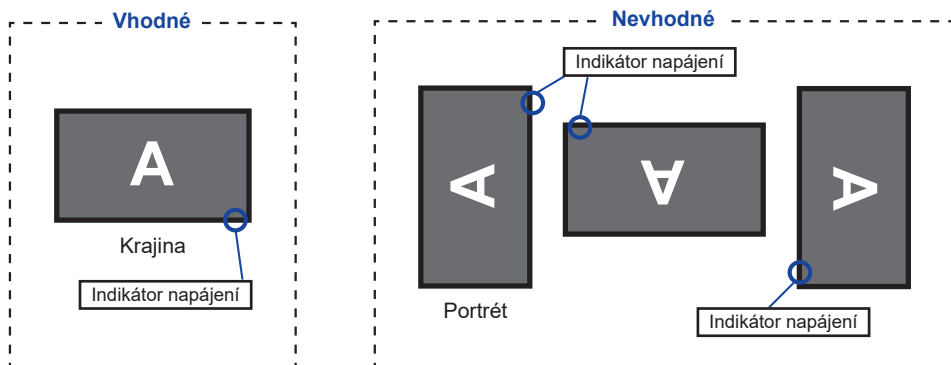 Vhodné
A
Krajina
Indikátor napájení
Nevhodné
Indikátor napájení
A
A
A
Portrét
Indikátor napájení